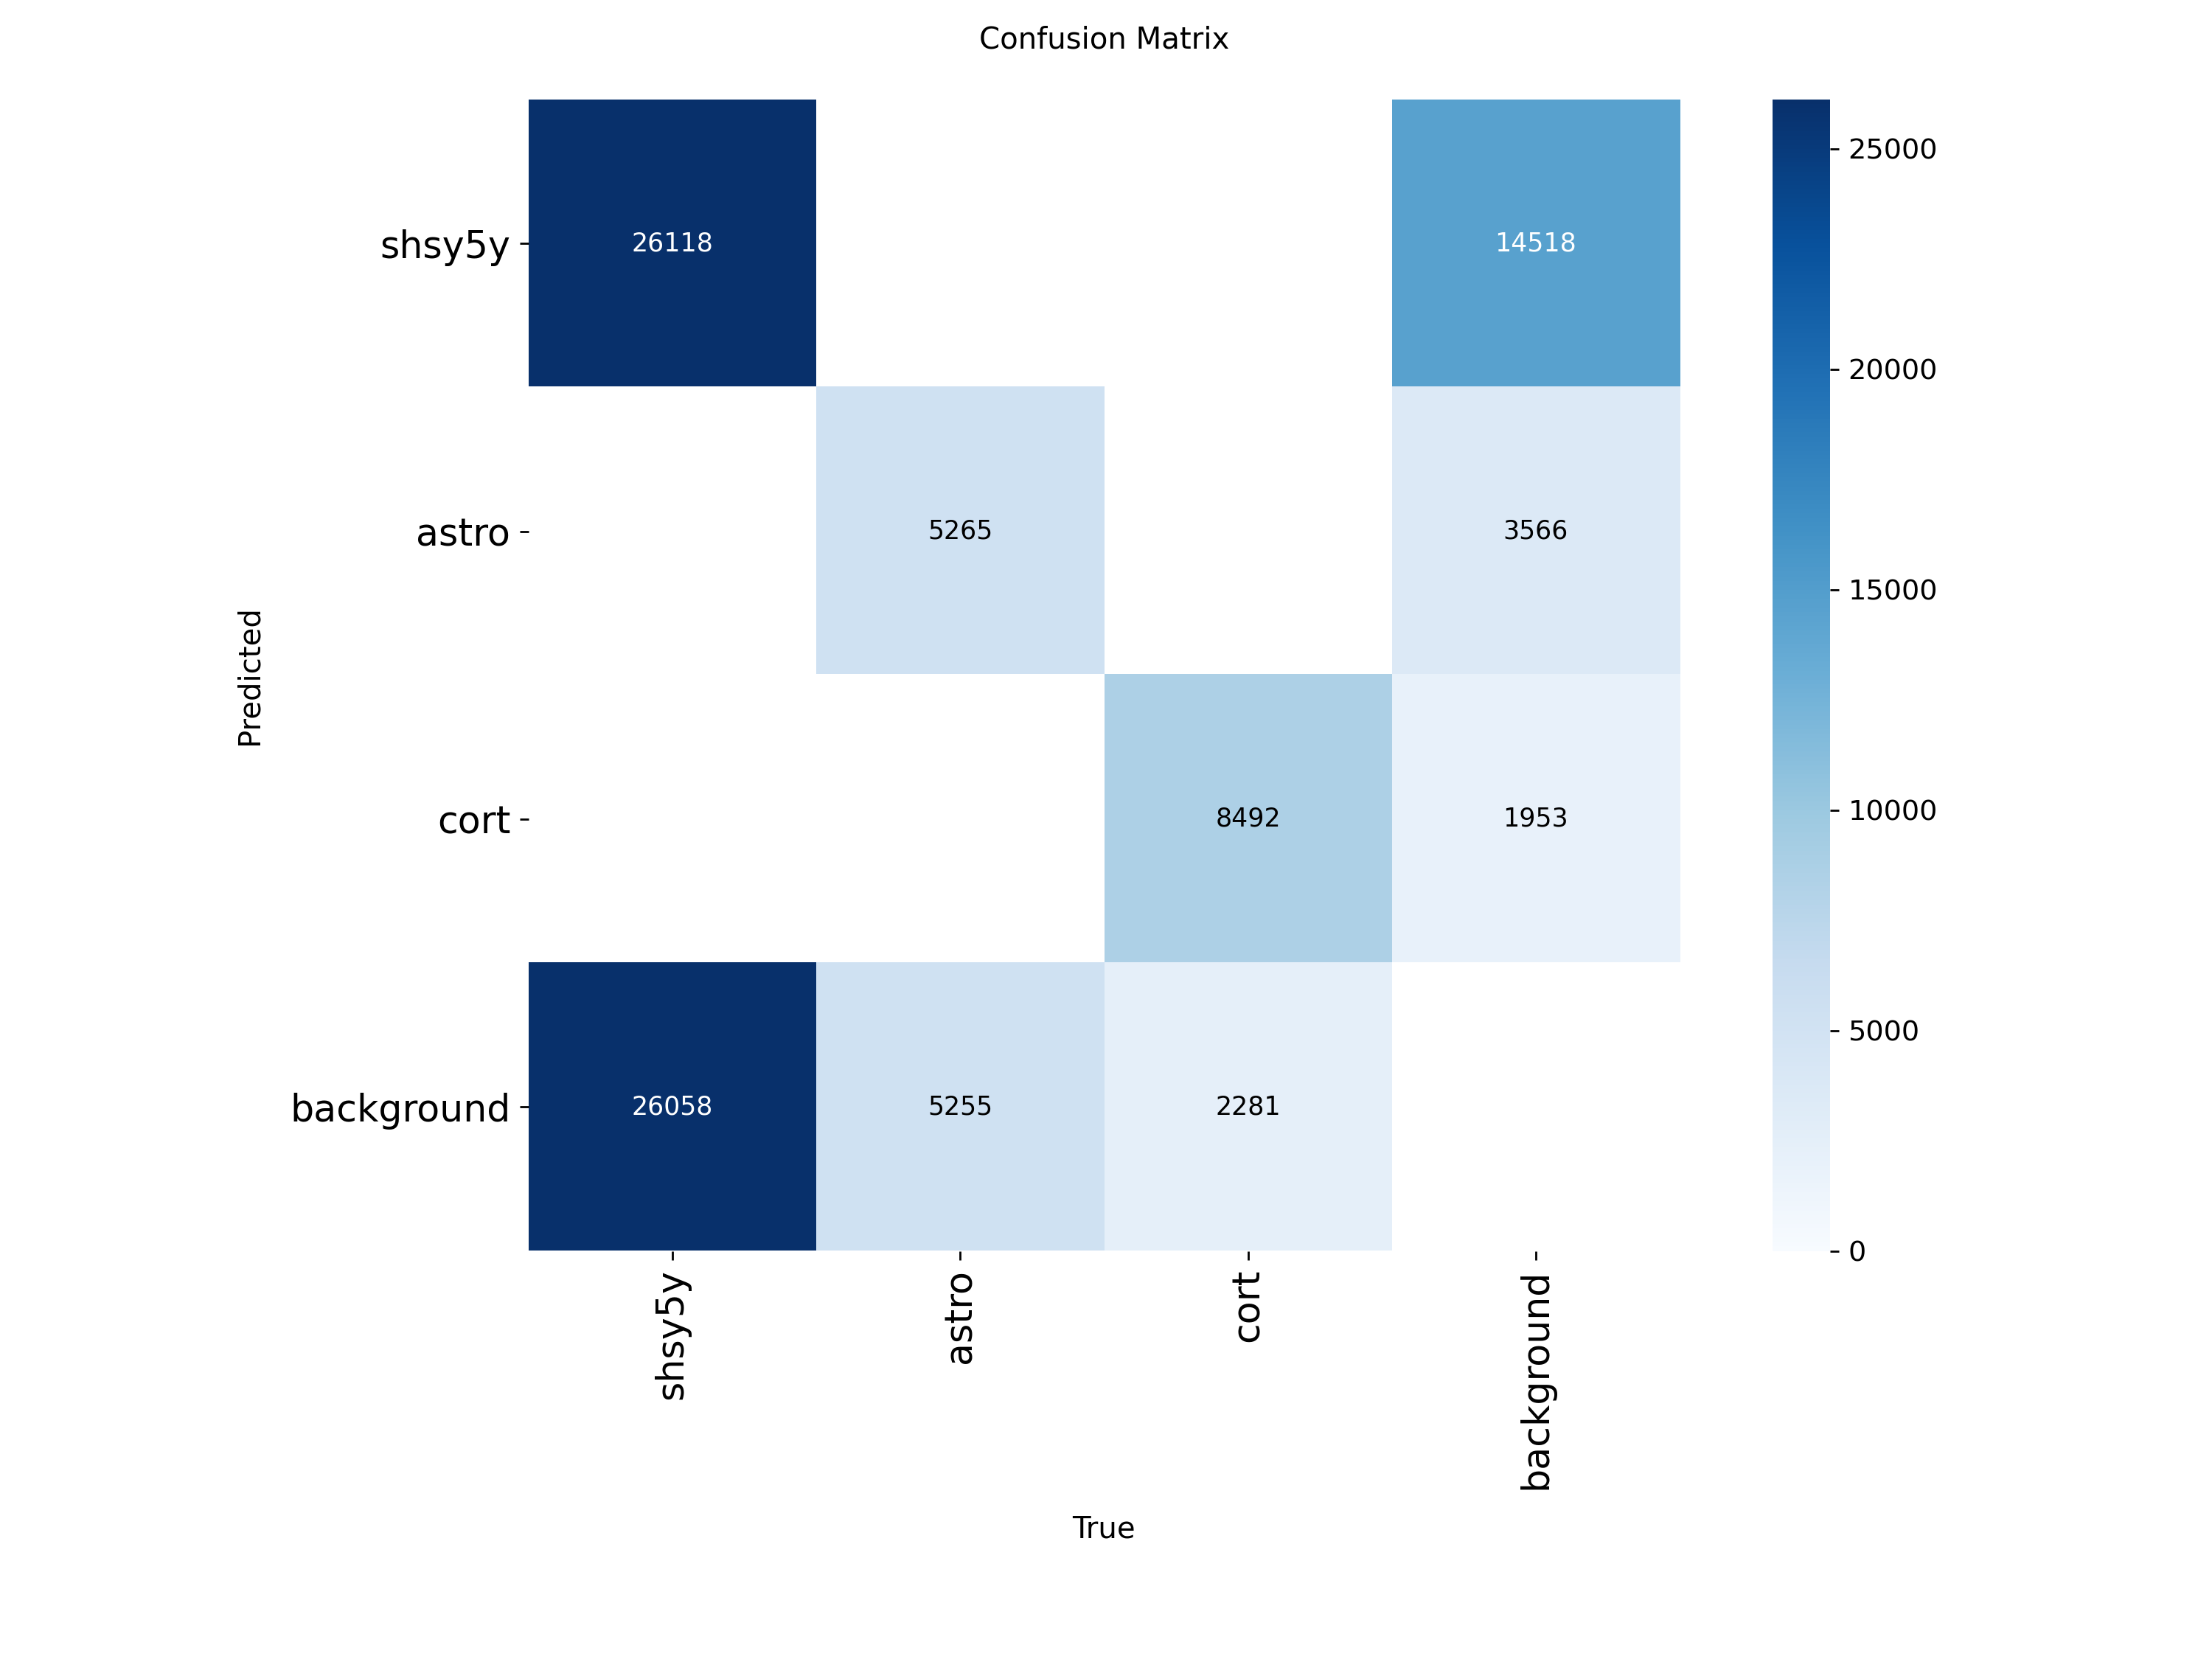 Confusion Matrix
shsy5y
26118
14518
astro
5265
3566
cort
8492
1953
background
26058
5255
2281
Predicted
shsy5y
astro
cort
background
True
25000
20000
15000
10000
5000
0